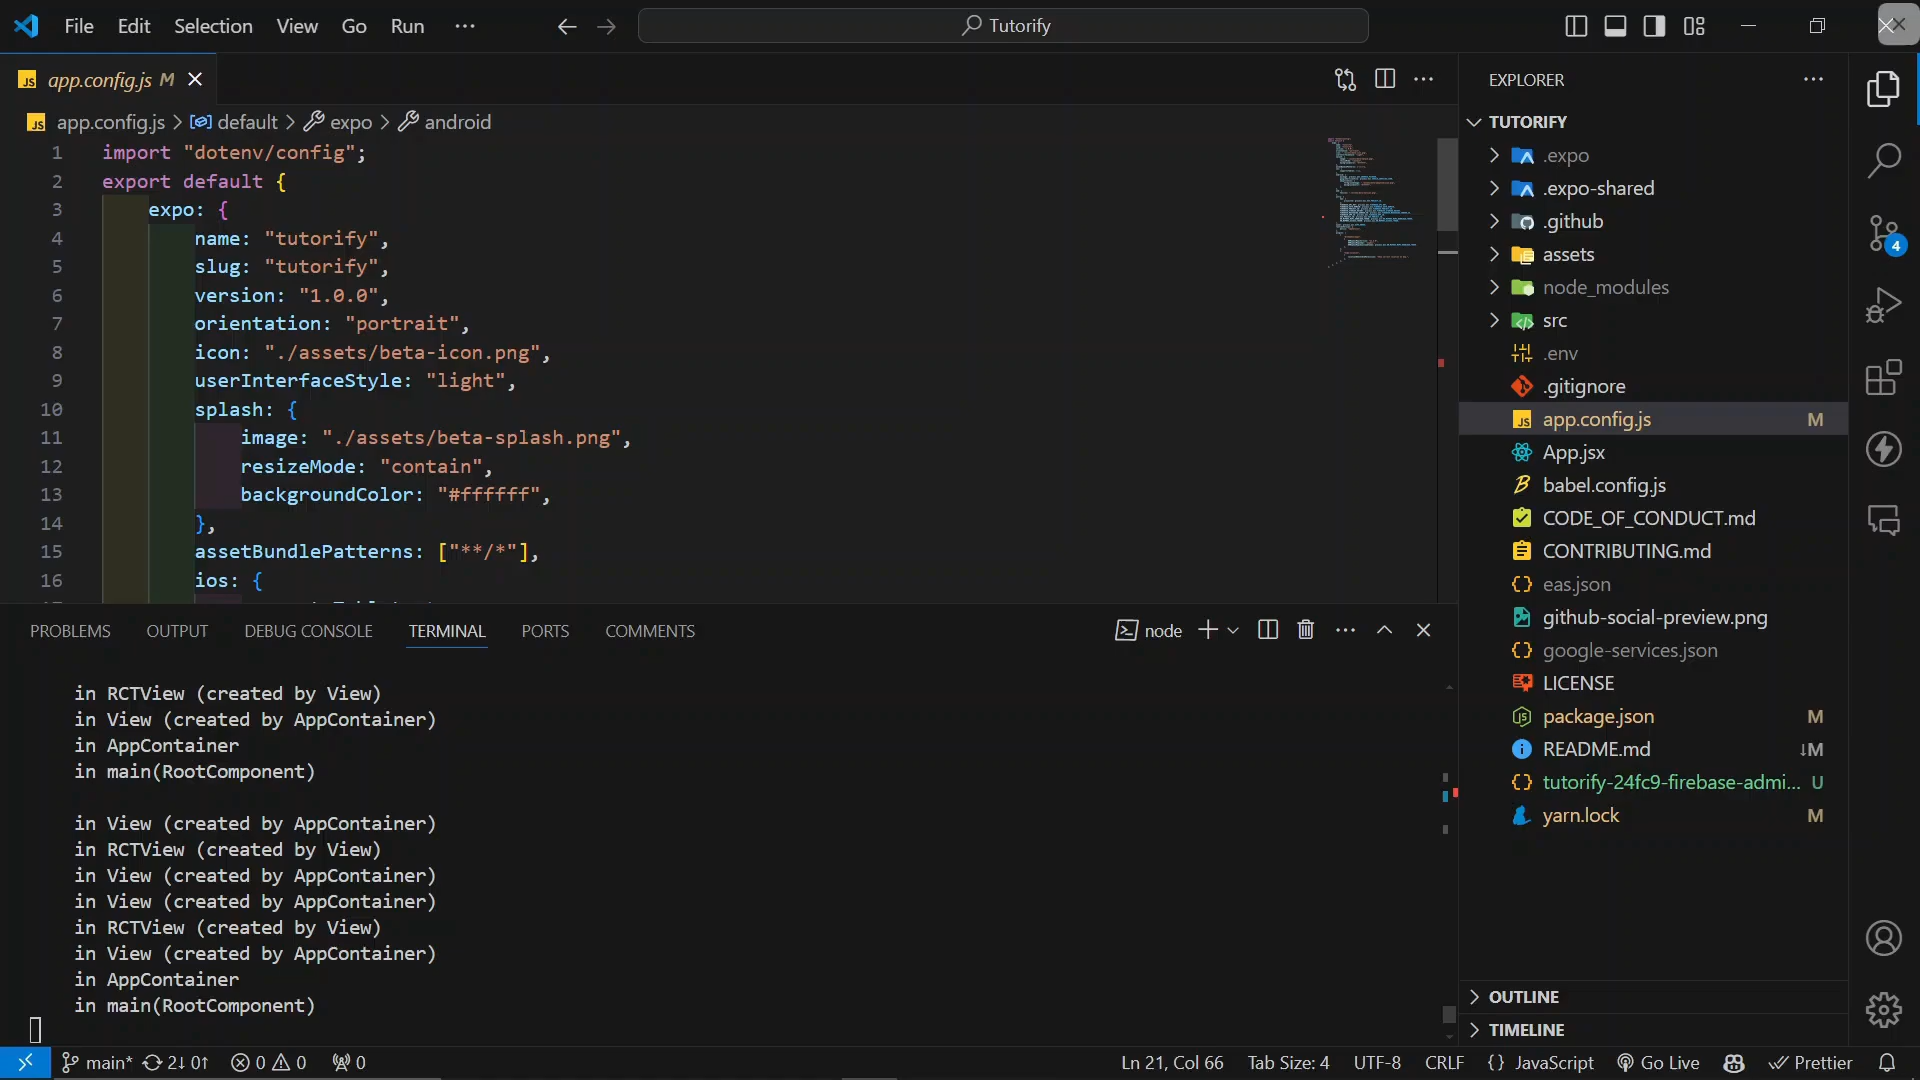 File Edit Selection View Go Run ··· Tutorify
app.config.js M
app.config.js > default > expo > android
1 import "dotenv/config";
2 export default {
3 expo: {
4 name: "tutorify",
5 slug: "tutorify",
6 version: "1.0.0",
7 orientation: "portrait",
8 icon: "./assets/beta-icon.png",
9 userInterfaceStyle: "light",
10 splash: {
11 image: "./assets/beta-splash.png",
12 resizeMode: "contain",
13 backgroundColor: "#ffffff",
14 },
15 assetBundlePatterns: ["**/*"],
16 ios: {
PROBLEMS OUTPUT DEBUG CONSOLE TERMINAL PORTS COMMENTS node
in RCTView (created by View)
in View (created by AppContainer)
in AppContainer
in main(RootComponent)
in View (created by AppContainer)
in RCTView (created by View)
in View (created by AppContainer)
in View (created by AppContainer)
in RCTView (created by View)
in View (created by AppContainer)
in AppContainer
in main(RootComponent)
EXPLORER
TUTORIFY
.expo
.expo-shared
.github
assets
node_modules
src
.env
.gitignore
app.config.js M
App.jsx
babel.config.js
CODE_OF_CONDUCT.md
CONTRIBUTING.md
eas.json
github-social-preview.png
google-services.json
LICENSE
package.json M
README.md ↓M
tutorify-24fc9-firebase-admi... U
yarn.lock M
OUTLINE
TIMELINE
4
main* 2↓ 0↑ 0 0 0 Ln 21, Col 66 Tab Size: 4 UTF-8 CRLF {} JavaScript Go Live Prettier